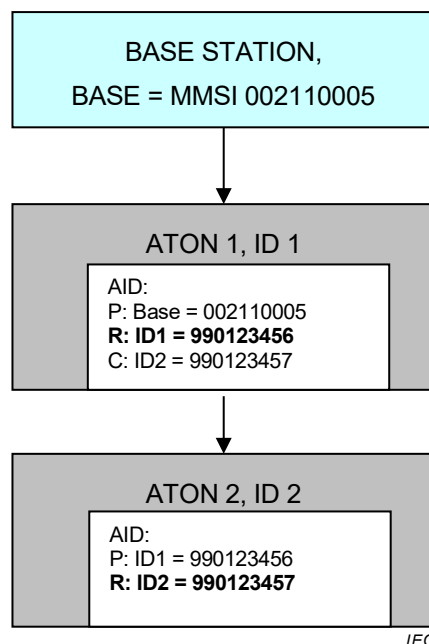 BASE STATION,
BASE = MMSI 002110005
ATON 1, ID 1
AID:
P: Base = 002110005
R: ID1 = 990123456
C: ID2 = 990123457
ATON 2, ID 2
AID:
P: ID1 = 990123456
R: ID2 = 990123457
IEC